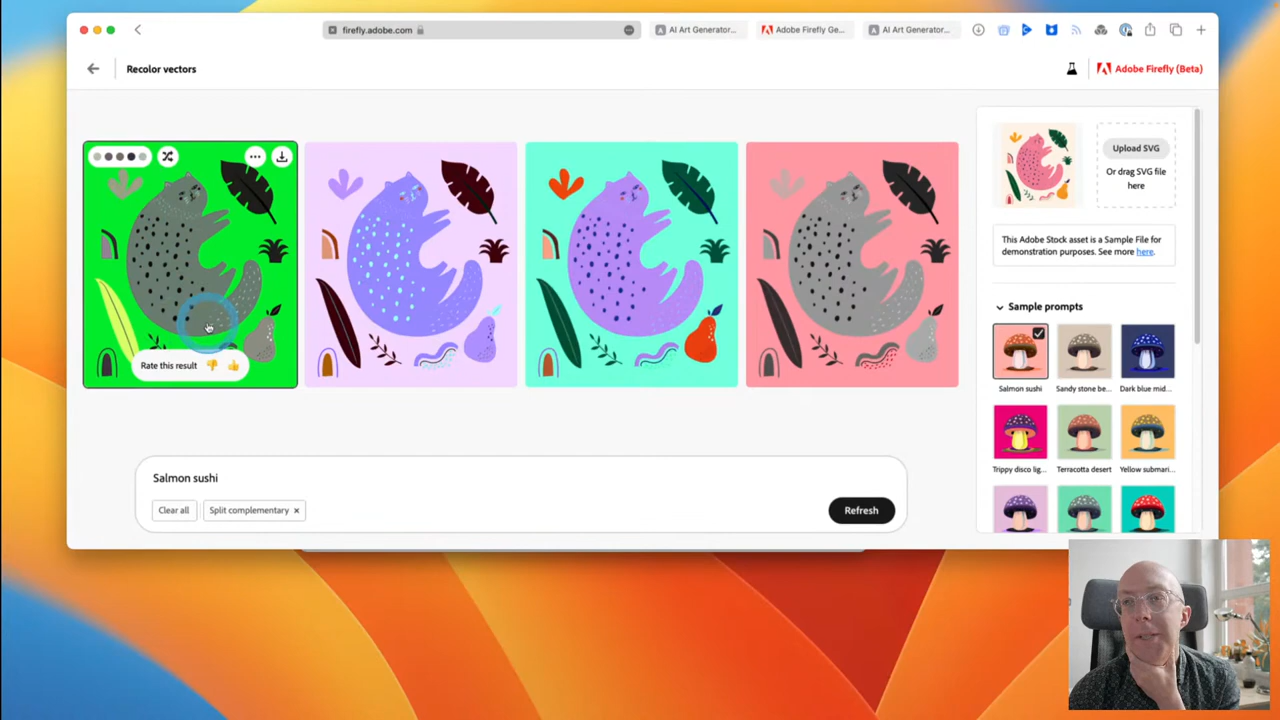 firefly.adobe.com
AI Art Generator...
Adobe Firefly Ge...
AI Art Generator...
Recolor vectors
Adobe Firefly (Beta)
Upload SVG
Or drag SVG file
here
This Adobe Stock asset is a Sample File for
demonstration purposes. See more here.
Sample prompts
Salmon sushi
Sandy stone be...
Dark blue mid...
Trippy disco lig...
Terracotta desert
Yellow submari...
Rate this result
Salmon sushi
Clear all
Split complementary ×
Refresh